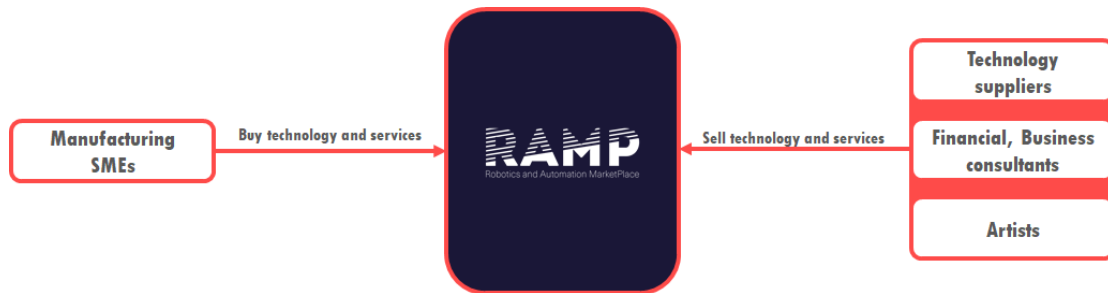 Manufacturing
SMEs
Buy technology and services
RAMP
Robotics and Automation MarketPlace
Sell technology and services
Technology
suppliers
Financial, Business
consultants
Artists